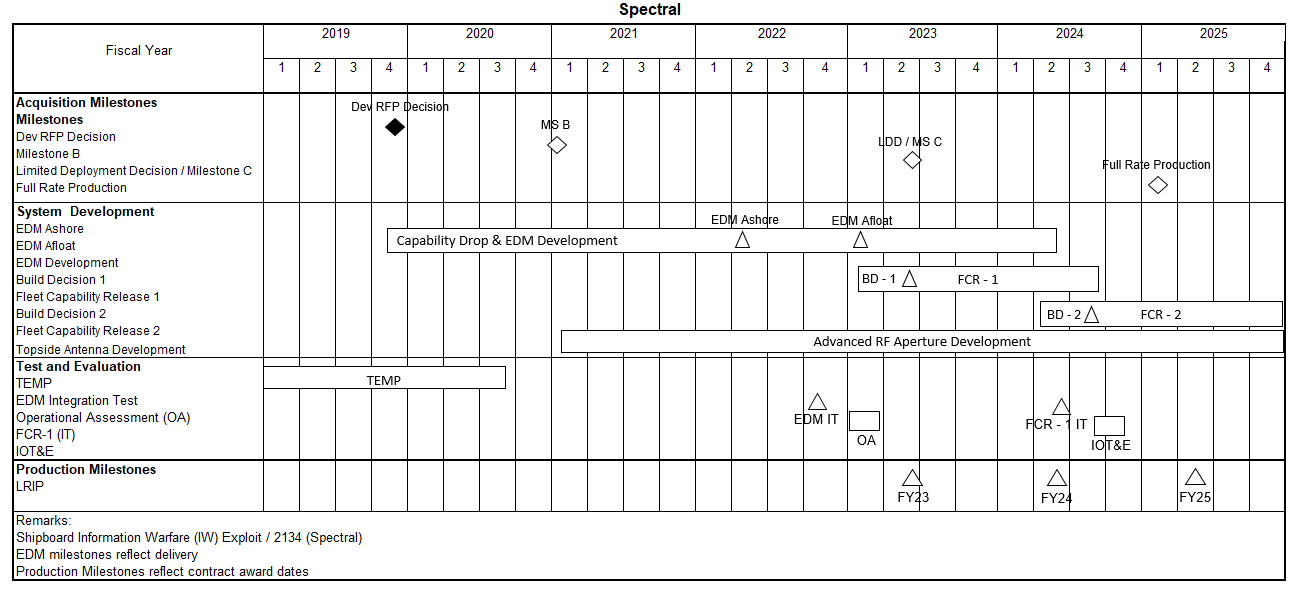 Spectral
Fiscal Year
2019 2020 2021 2022 2023 2024 2025
1 2 3 4 1 2 3 4 1 2 3 4 1 2 3 4 1 2 3 4 1 2 3 4 1 2 3 4
Acquisition Milestones
Milestones
Dev RFP Decision
Milestone B
Limited Deployment Decision / Milestone C
Full Rate Production
Dev RFP Decision
MS B
LDD / MS C
Full Rate Production
System Development
EDM Ashore
EDM Afloat
EDM Development
Build Decision 1
Fleet Capability Release 1
Build Decision 2
Fleet Capability Release 2
Topside Antenna Development
EDM Ashore
EDM Afloat
Capability Drop & EDM Development
BD - 1
FCR - 1
BD - 2
FCR - 2
Advanced RF Aperture Development
Test and Evaluation
TEMP
EDM Integration Test
Operational Assessment (OA)
FCR-1 (IT)
IOT&E
TEMP
EDM IT
OA
FCR - 1 IT
IOT&E
Production Milestones
LRIP
FY23
FY24
FY25
Remarks:
Shipboard Information Warfare (IW) Exploit / 2134 (Spectral)
EDM milestones reflect delivery
Production Milestones reflect contract award dates